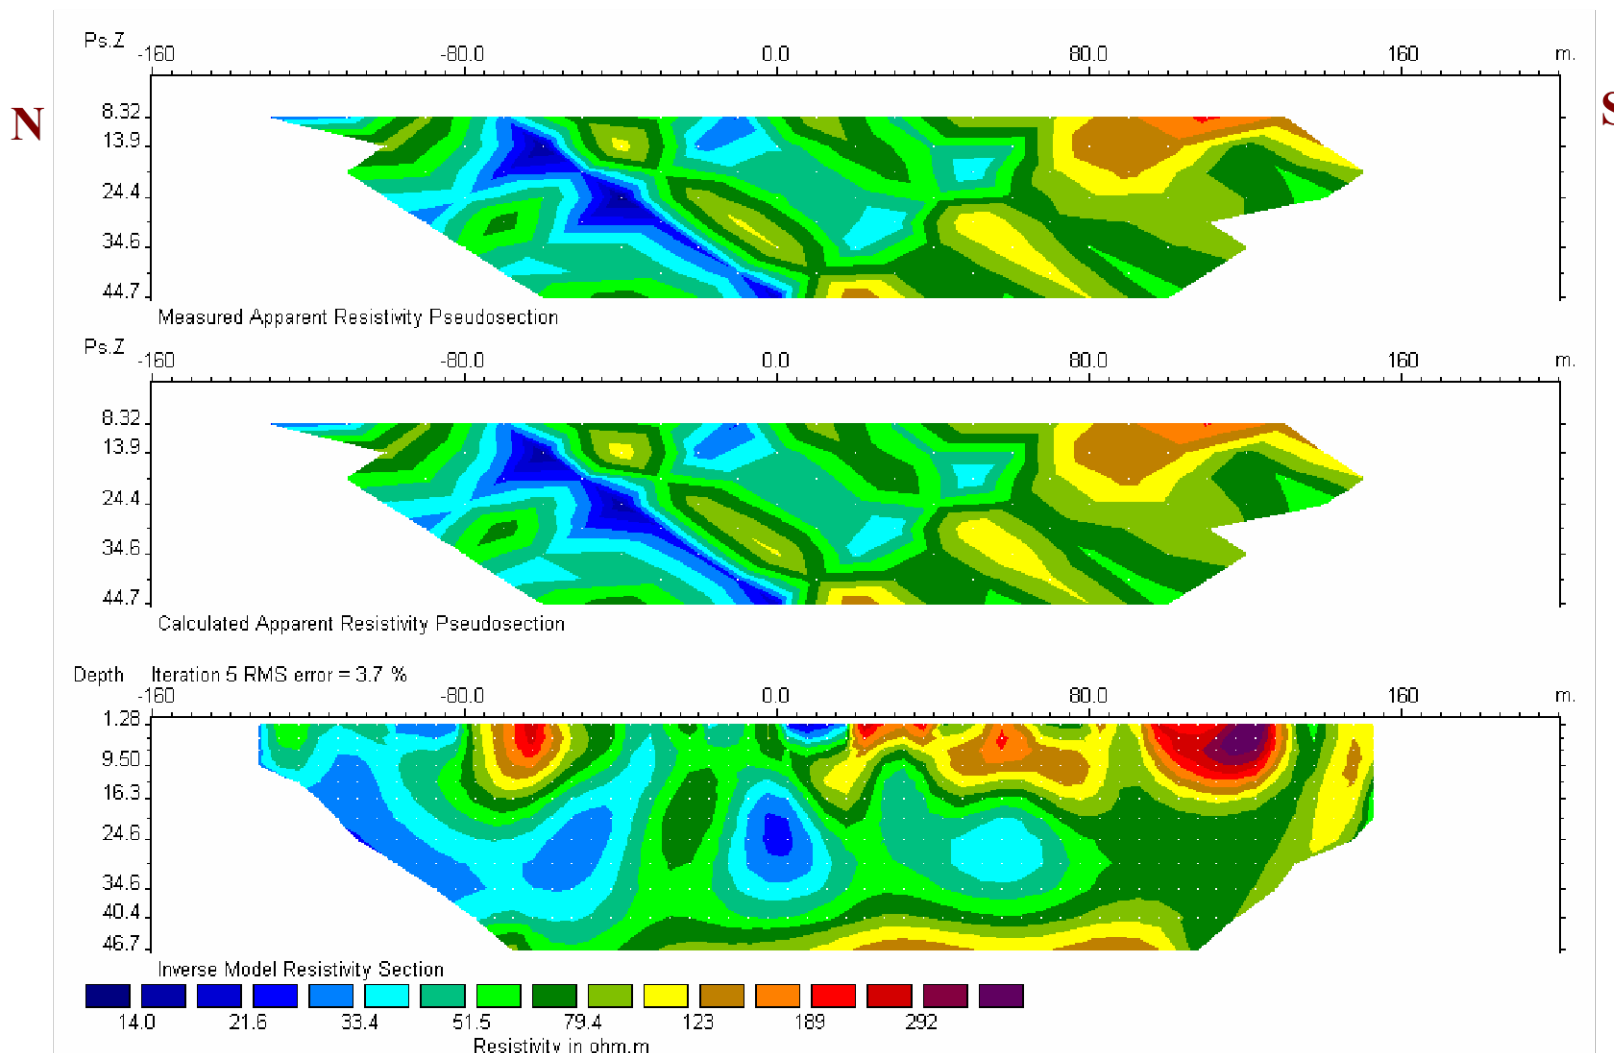 Ps.Z -160 -80.0 0.0 80.0 160 m.
N
S
8.32
13.9
24.4
34.6
44.7
Measured Apparent Resistivity Pseudosection
Ps.Z -160 -80.0 0.0 80.0 160 m.
8.32
13.9
24.4
34.6
44.7
Calculated Apparent Resistivity Pseudosection
Depth Iteration 5 RMS error = 3.7 %
-160 -80.0 0.0 80.0 160 m.
1.28
9.50
16.3
24.6
34.6
40.4
46.7
Inverse Model Resistivity Section
14.0 21.6 33.4 51.5 79.4 123 189 292
Resistivity in ohm.m